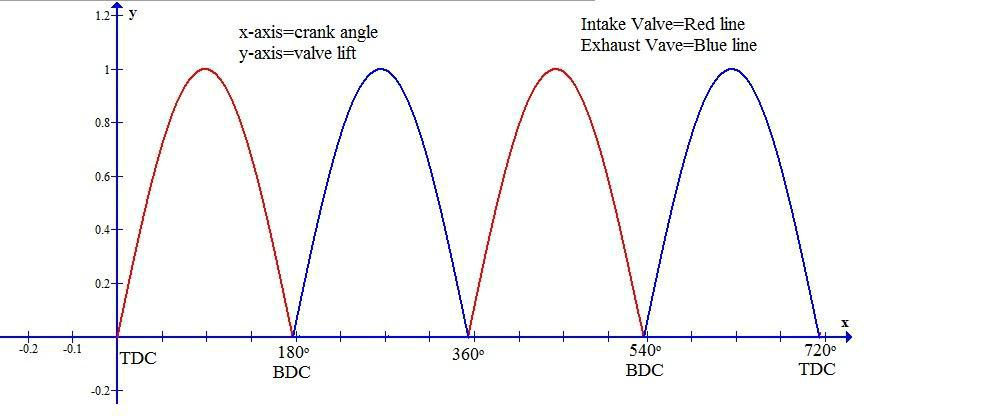 1.2
y
x-axis=crank angle
y-axis=valve lift
Intake Valve=Red line
Exhaust Vave=Blue line
1
0.8
0.6
0.4
0.2
x
-0.2
-0.1
TDC
180°
BDC
360°
540°
BDC
720°
TDC
-0.2